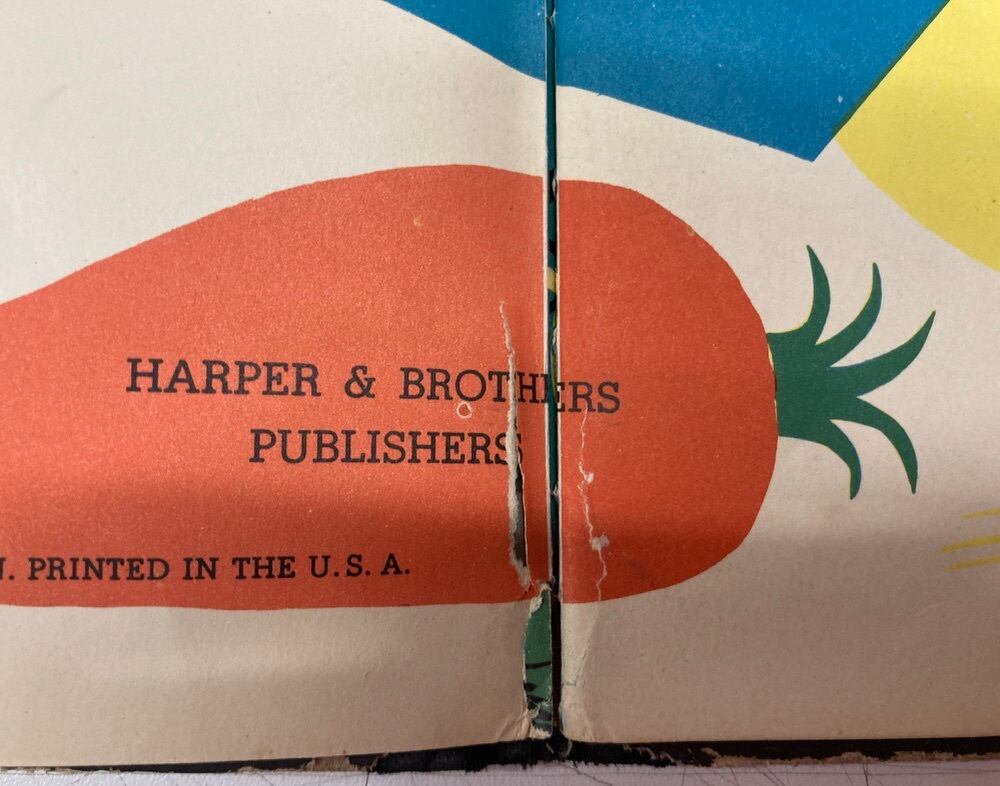 HARPER & BROTHERS
PUBLISHERS
N. PRINTED IN THE U. S. A.